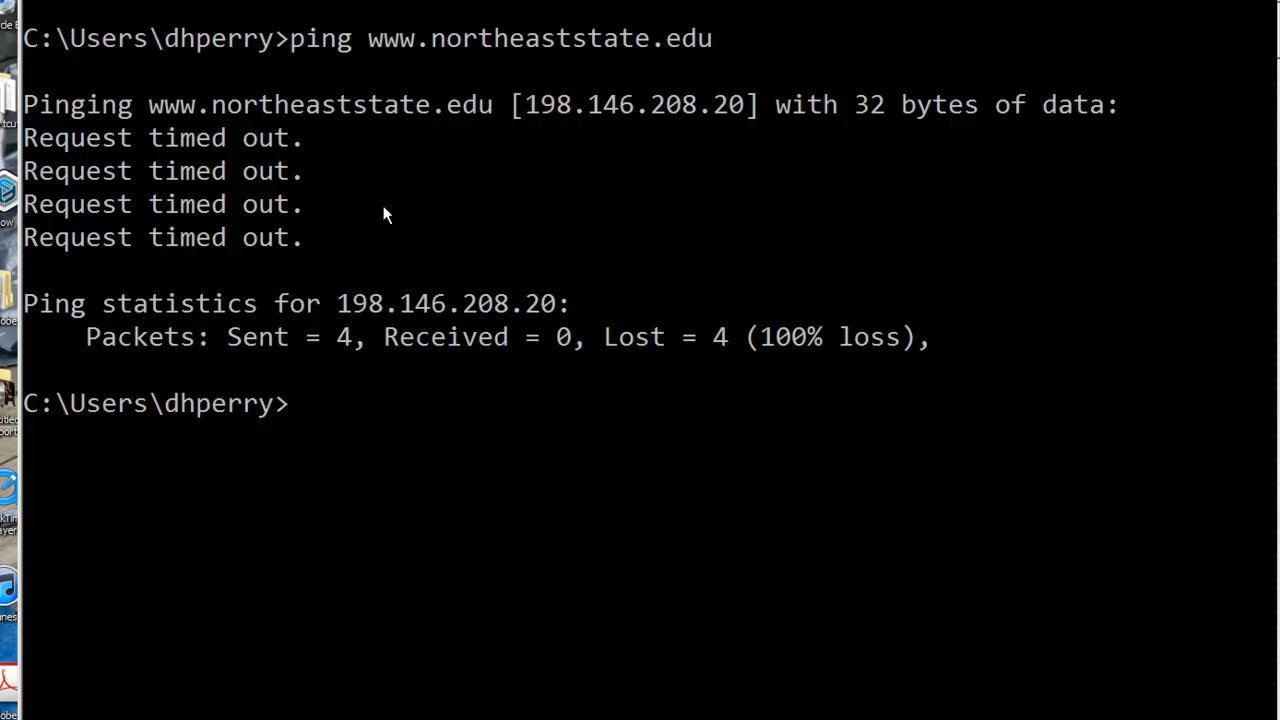 C:\Users\dhperry>ping www.northeaststate.edu
Pinging www.northeaststate.edu [198.146.208.20] with 32 bytes of data:
Request timed out.
Request timed out.
Request timed out.
Request timed out.
Ping statistics for 198.146.208.20:
Packets: Sent = 4, Received = 0, Lost = 4 (100% loss),
C:\Users\dhperry>